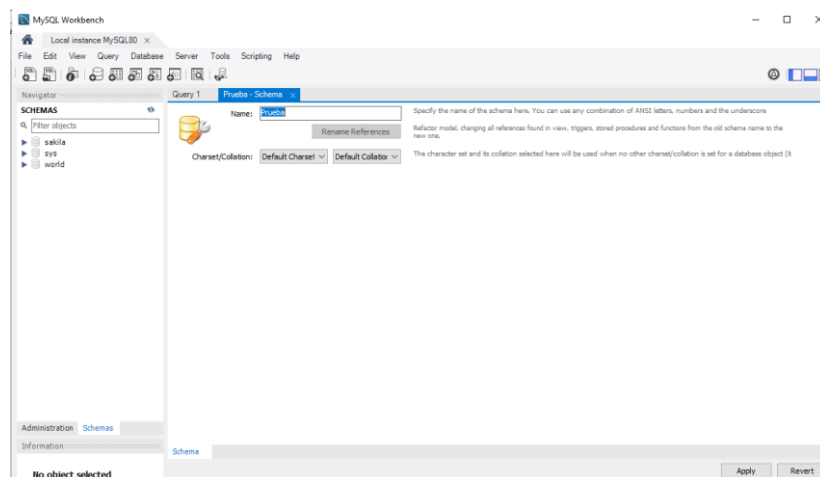 MySQL Workbench
Local instance MySQL80 ×
File Edit View Query Database Server Tools Scripting Help
Navigator
SCHEMAS
Filter objects
sakila
sys
world
Administration Schemas
Information
No object selected
Query 1 Prueba - Schema ×
Name: Prueba
Specify the name of the schema here. You can use any combination of ANSI letters, numbers and the underscore
Rename References
Refactor model, changing all references found in view, triggers, stored procedures and functions from the old schema name to the
new one.
Charset/Collation: Default Charset Default Collation
The character set and its collation selected here will be used when no other charset/collation is set for a database object (it
Schema
Apply Revert